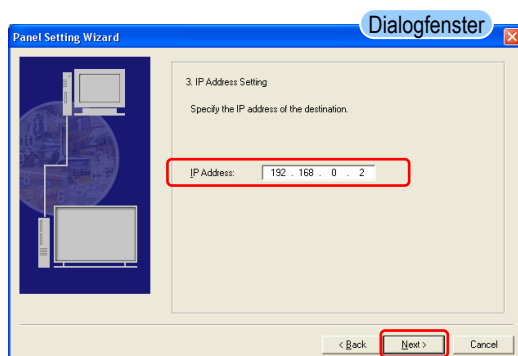 Dialogfenster
Panel Setting Wizard
3. IP Address Setting
Specify the IP address of the destination.
IP Address: 192 . 168 . 0 . 2
< Back Next > Cancel